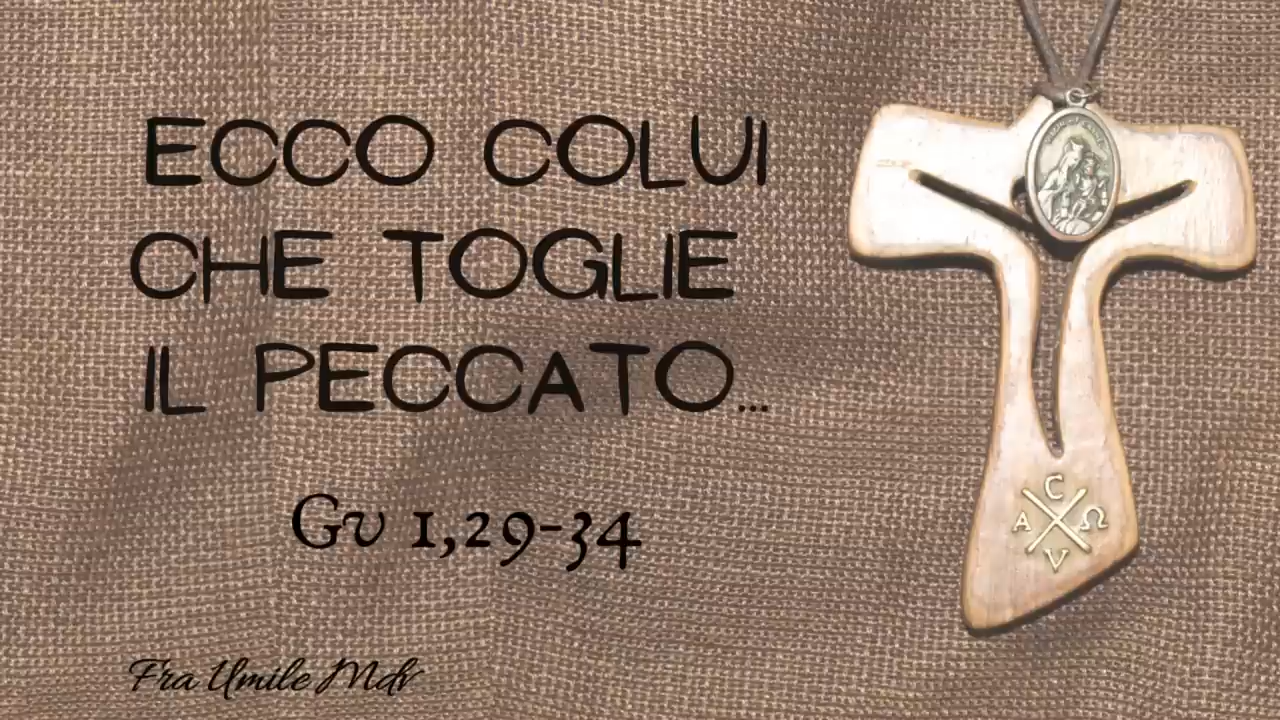 ECCO COLUI
CHE TOGLIE
IL PECCATO...
Gv 1,29-34
Fra Umile Mdv
C
A Ω
V